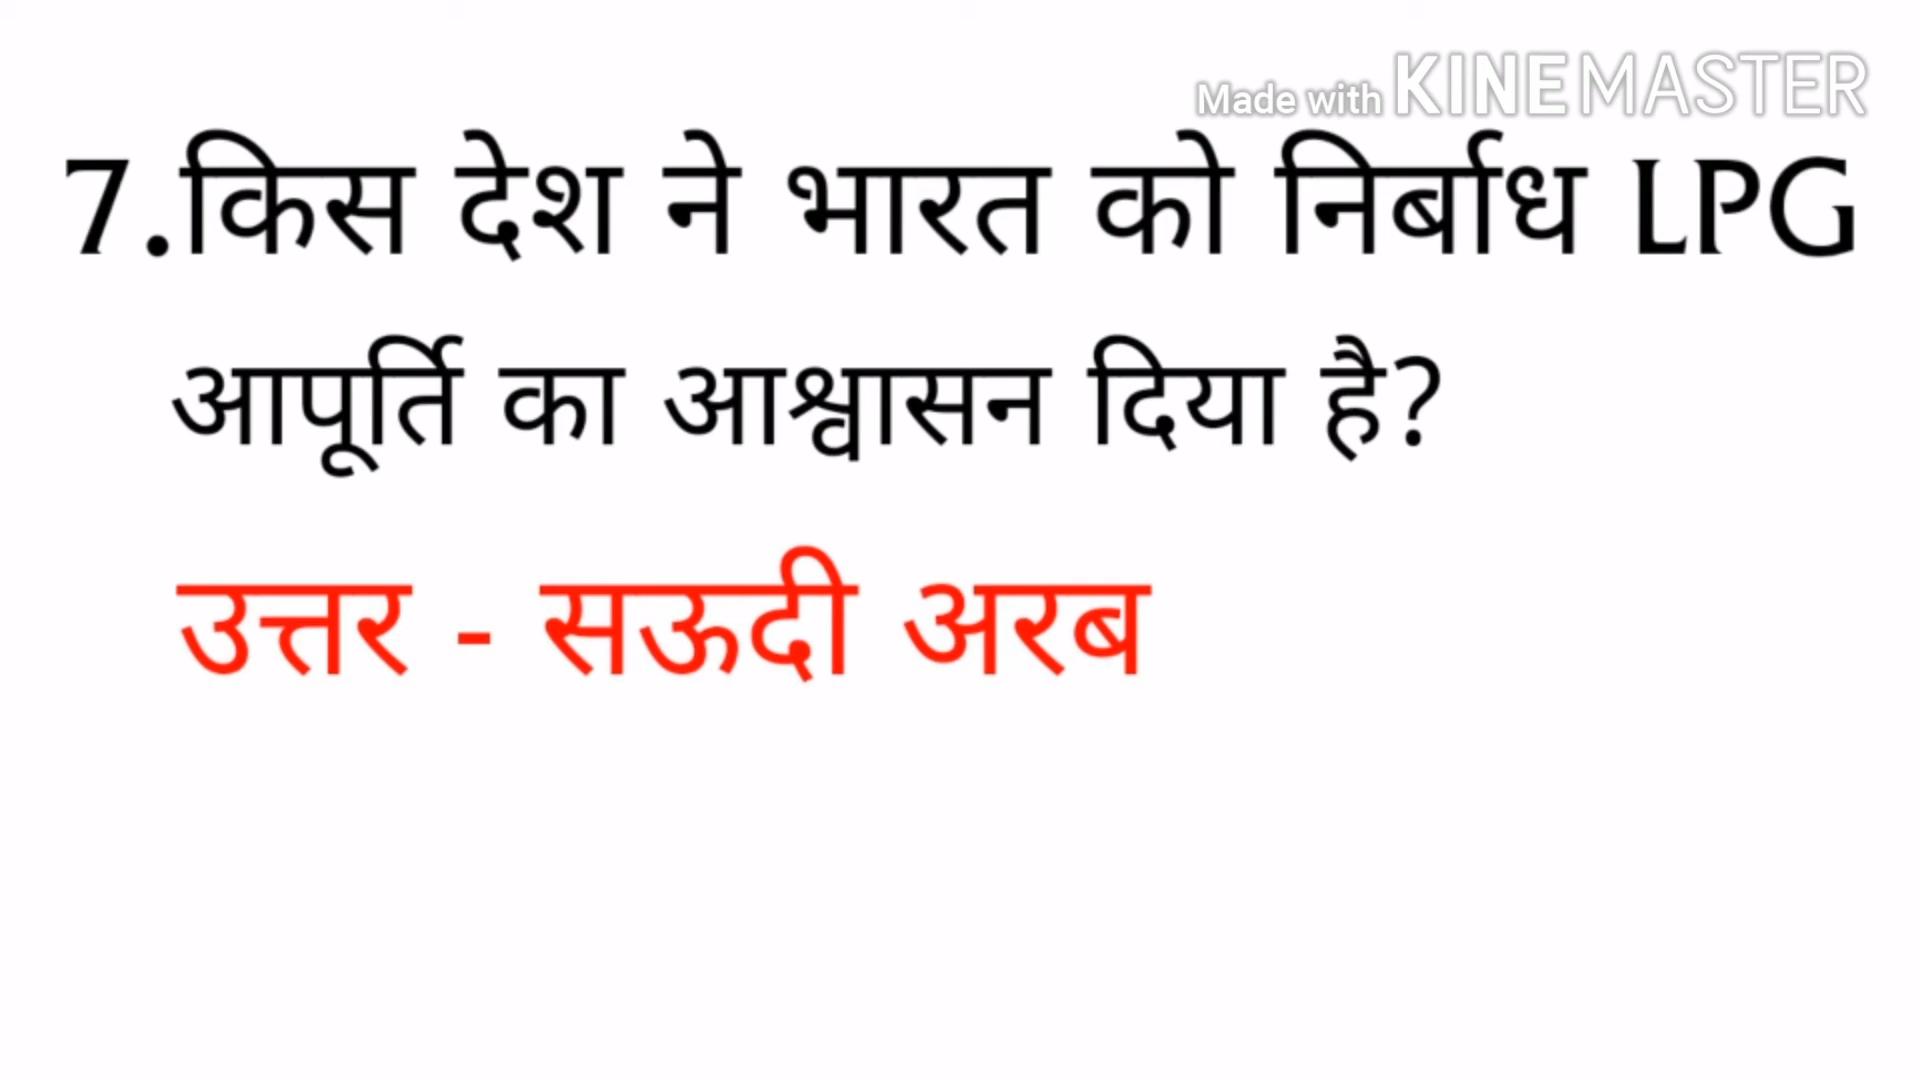 Made with KINEMASTER
7.किस देश ने भारत को निर्बाध LPG
आपूर्ति का आश्वासन दिया है?
उत्तर - सऊदी अरब